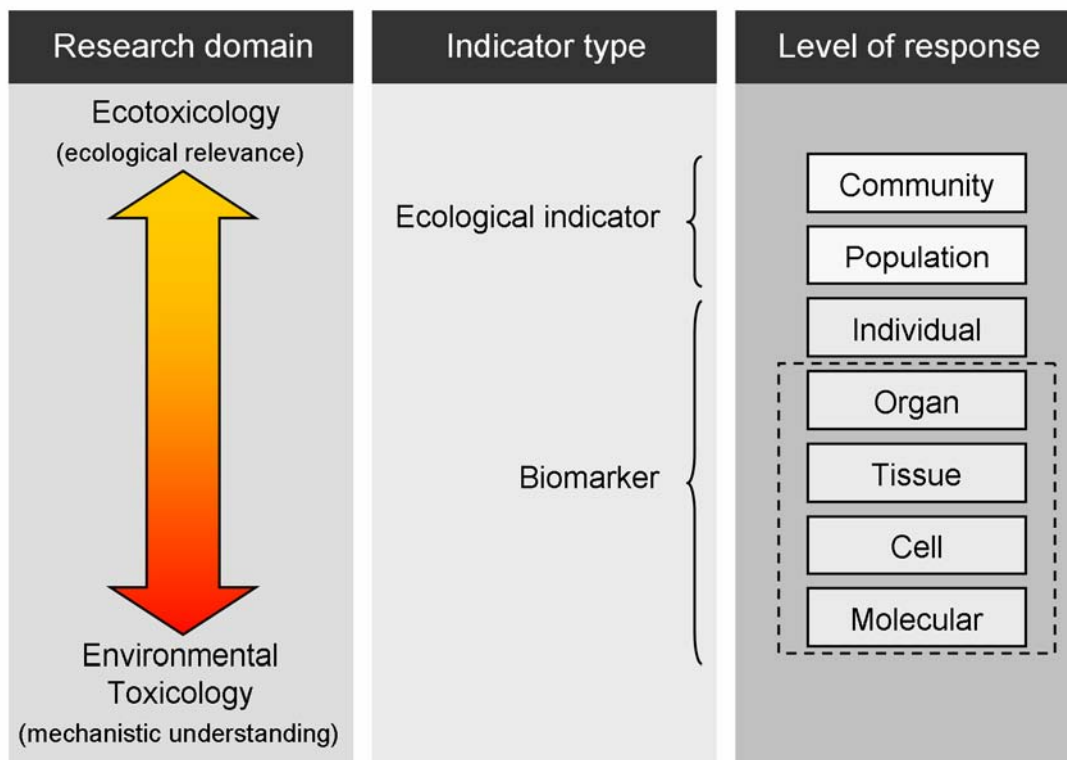 Research domain
Ecotoxicology
(ecological relevance)
Environmental
Toxicology
(mechanistic understanding)
Indicator type
Ecological indicator
Biomarker
Level of response
Community
Population
Individual
Organ
Tissue
Cell
Molecular